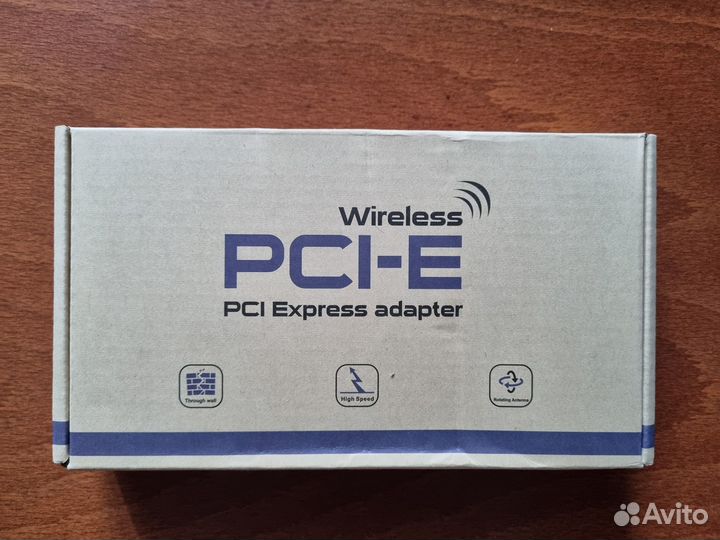 Wireless
PCI-E
PCI Express adapter
Through wall
High Speed
Rotating Antenna
Avito